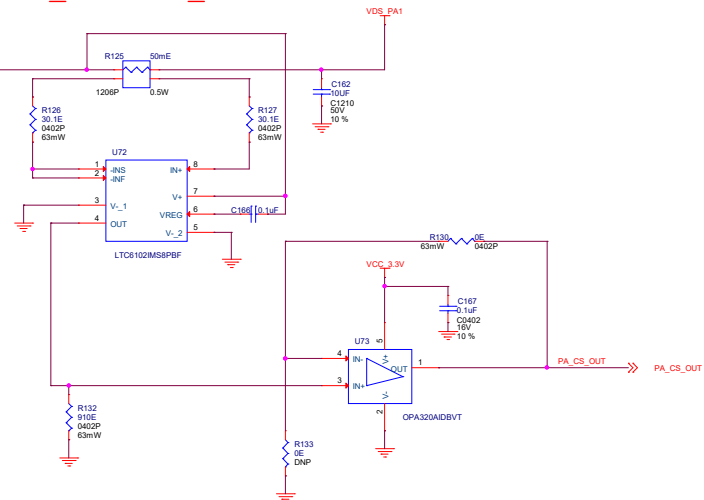 VDS_PA1
R125
50mE
1206P
0.5W
C162
10UF
C1210
50V
10 %
R126
30.1E
0402P
63mW
R127
30.1E
0402P
63mW
U72
1
-INS
2
-INF
IN+
8
V+
7
3
V-_1
VREG
6
C166
0.1uF
4
OUT
V-_2
5
LTC6102IMS8PBF
R130
0E
63mW
0402P
VCC_3.3V
C167
0.1uF
C0402
16V
10 %
U73
5
V+
4
IN-
OUT
1
3
IN+
V-
2
OPA320AIDBVT
PA_CS_OUT
PA_CS_OUT
R132
910E
0402P
63mW
R133
0E
DNP